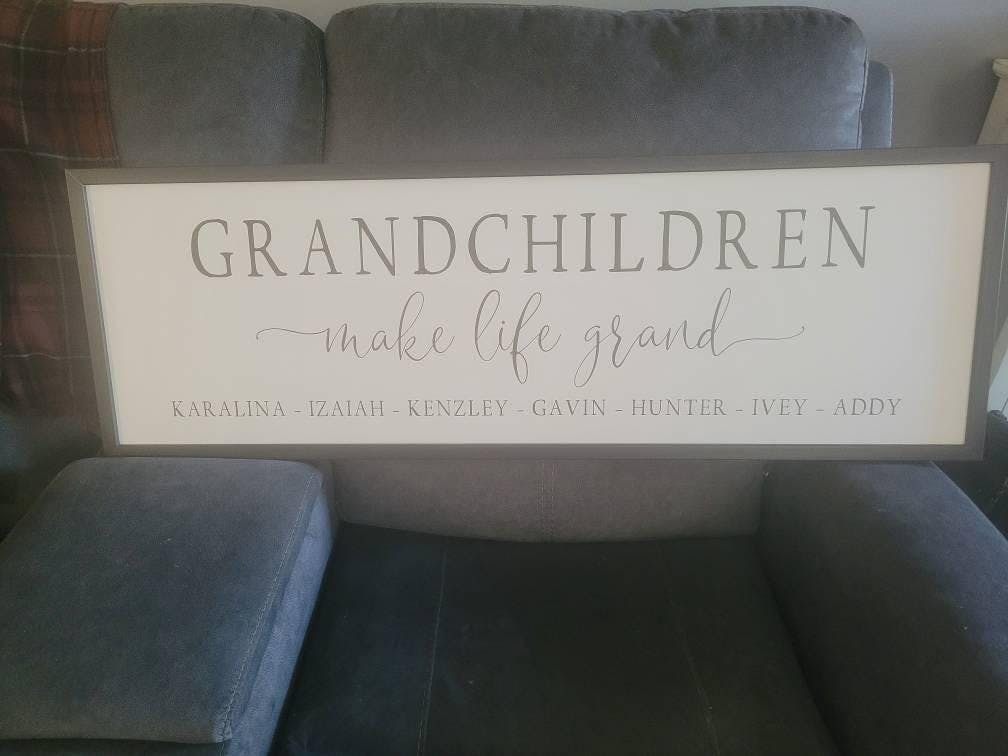 GRANDCHILDREN
make life grand
KARALINA - IZAIAH - KENZLEY - GAVIN - HUNTER - IVEY - ADDY